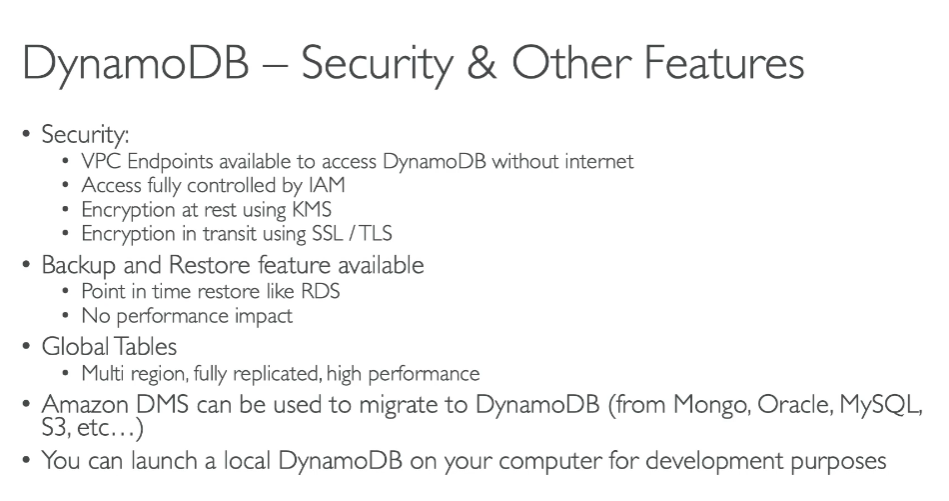 DynamoDB – Security & Other Features
• Security:
• VPC Endpoints available to access DynamoDB without internet
• Access fully controlled by IAM
• Encryption at rest using KMS
• Encryption in transit using SSL / TLS
• Backup and Restore feature available
• Point in time restore like RDS
• No performance impact
• Global Tables
• Multi region, fully replicated, high performance
• Amazon DMS can be used to migrate to DynamoDB (from Mongo, Oracle, MySQL,
S3, etc…)
• You can launch a local DynamoDB on your computer for development purposes